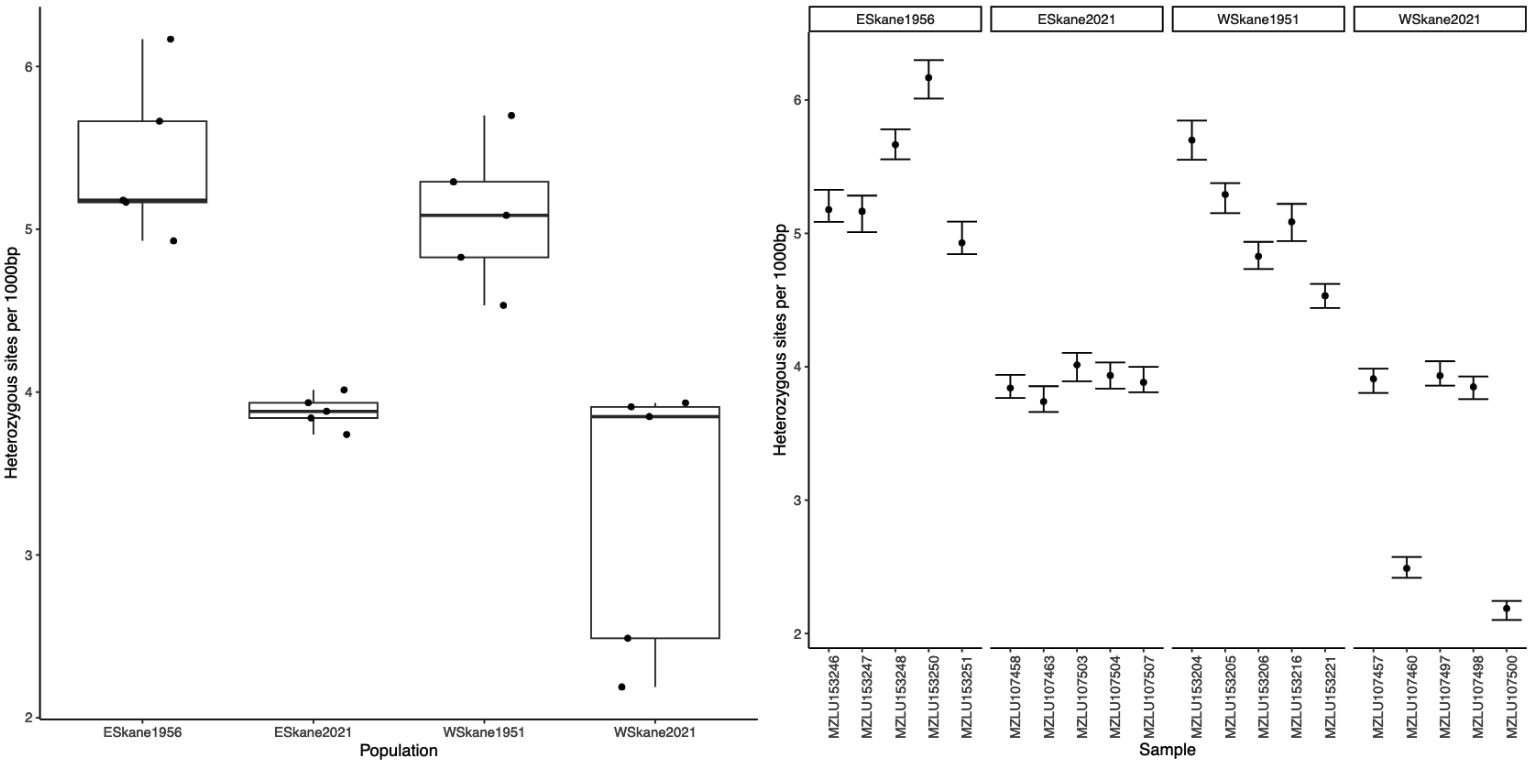 Heterozygous sites per 1000bp
6
5
4
3
2
ESkane1956
ESkane2021
WSkane1951
WSkane2021
Population
ESkane1956
ESkane2021
WSkane1951
WSkane2021
Heterozygous sites per 1000bp
6
5
4
3
2
MZLU153246
MZLU153247
MZLU153248
MZLU153250
MZLU153251
MZLU107458
MZLU107463
MZLU107503
MZLU107504
MZLU107507
MZLU153204
MZLU153205
MZLU153206
MZLU153216
MZLU153221
MZLU107457
MZLU107460
MZLU107497
MZLU107498
MZLU107500
Sample